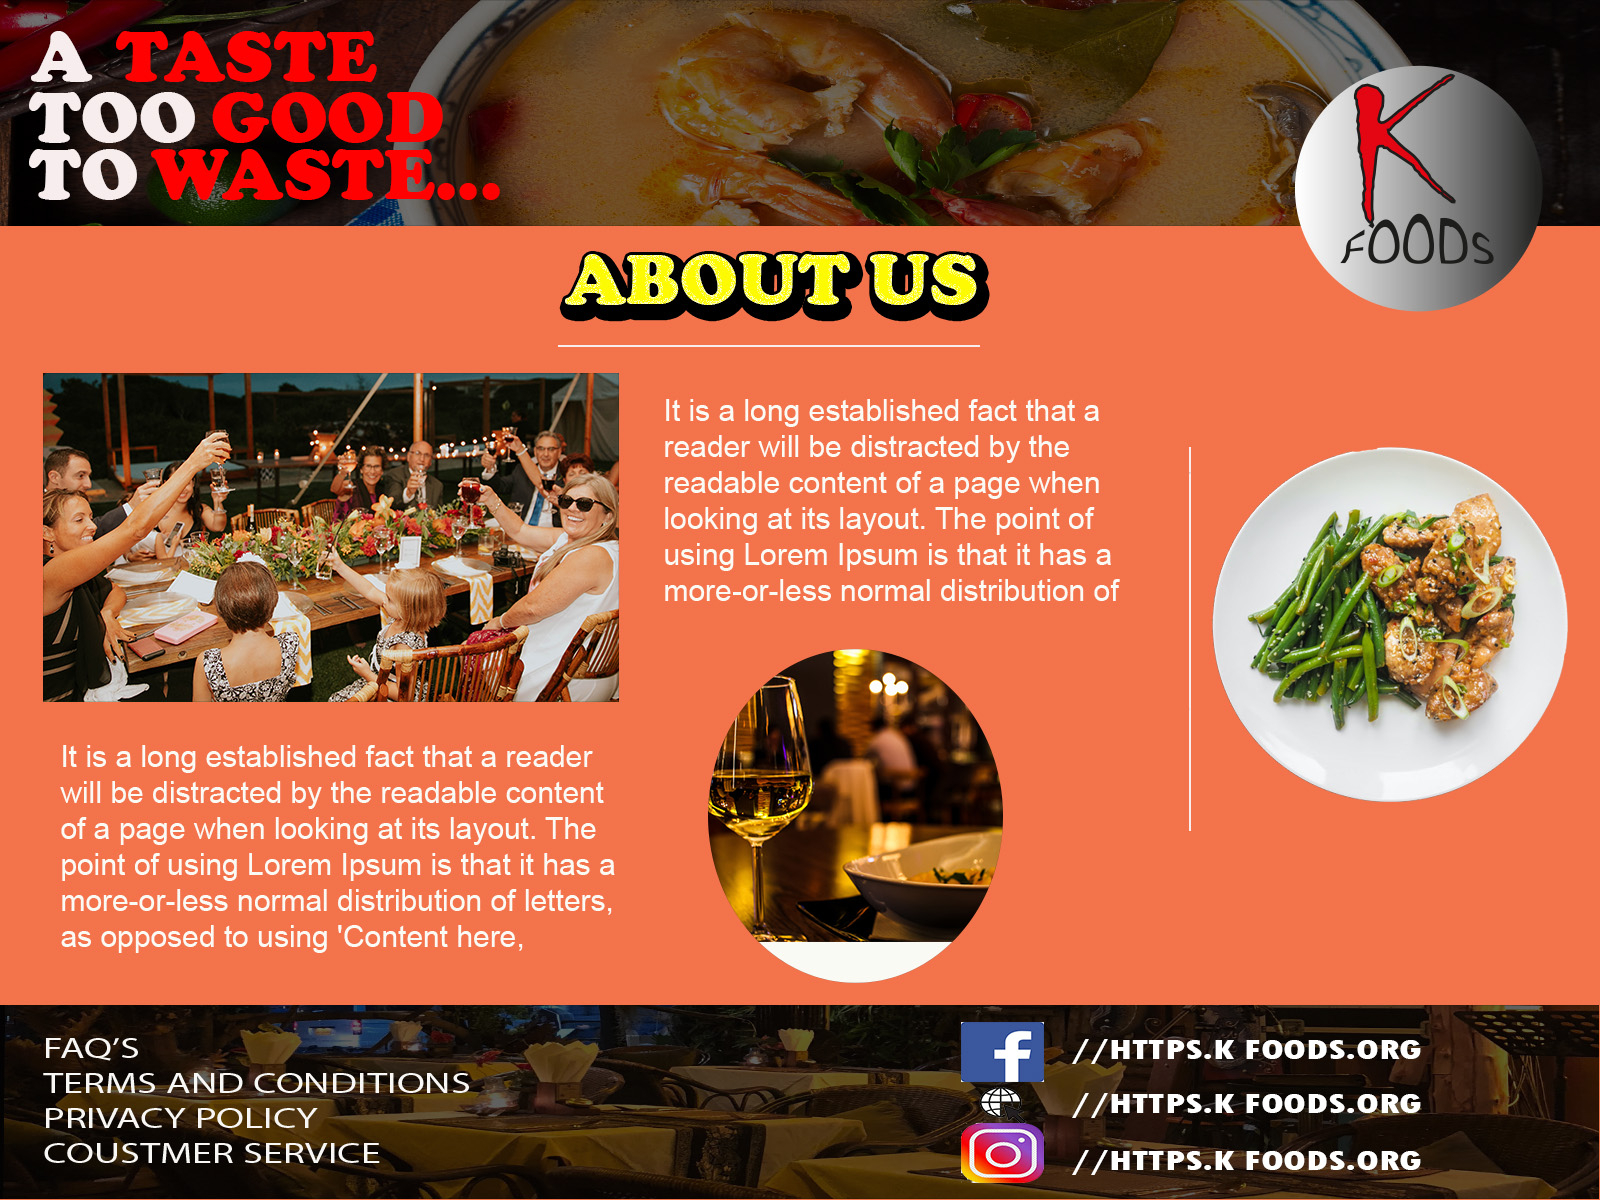 A TASTE
TOO GOOD
TO WASTE...
K
FOODS
ABOUT US
It is a long established fact that a
reader will be distracted by the
readable content of a page when
looking at its layout. The point of
using Lorem Ipsum is that it has a
more-or-less normal distribution of
It is a long established fact that a reader
will be distracted by the readable content
of a page when looking at its layout. The
point of using Lorem Ipsum is that it has a
more-or-less normal distribution of letters,
as opposed to using 'Content here,
FAQ’S
TERMS AND CONDITIONS
PRIVACY POLICY
COUSTMER SERVICE
f
//HTTPS.K FOODS.ORG
//HTTPS.K FOODS.ORG
//HTTPS.K FOODS.ORG